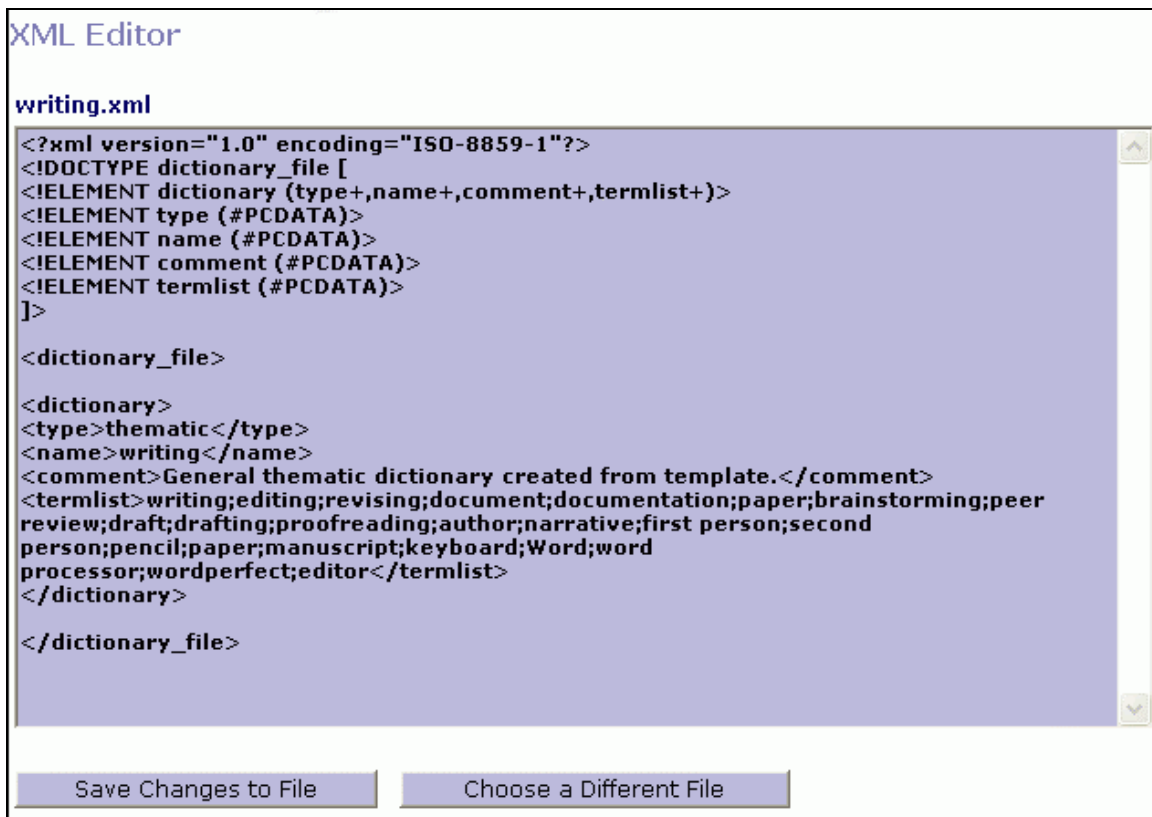 XML Editor
writing.xml
<?xml version="1.0" encoding="ISO-8859-1"?>
<!DOCTYPE dictionary_file [
<!ELEMENT dictionary (type+,name+,comment+,termlist+)>
<!ELEMENT type (#PCDATA)>
<!ELEMENT name (#PCDATA)>
<!ELEMENT comment (#PCDATA)>
<!ELEMENT termlist (#PCDATA)>
]>
<dictionary_file>
<dictionary>
<type>thematic</type>
<name>writing</name>
<comment>General thematic dictionary created from template.</comment>
<termlist>writing;editing;revising;document;documentation;paper;brainstorming;peer
review;draft;drafting;proofreading;author;narrative;first person;second
person;pencil;paper;manuscript;keyboard;Word;word
processor;wordperfect;editor</termlist>
</dictionary>
</dictionary_file>
Save Changes to File
Choose a Different File